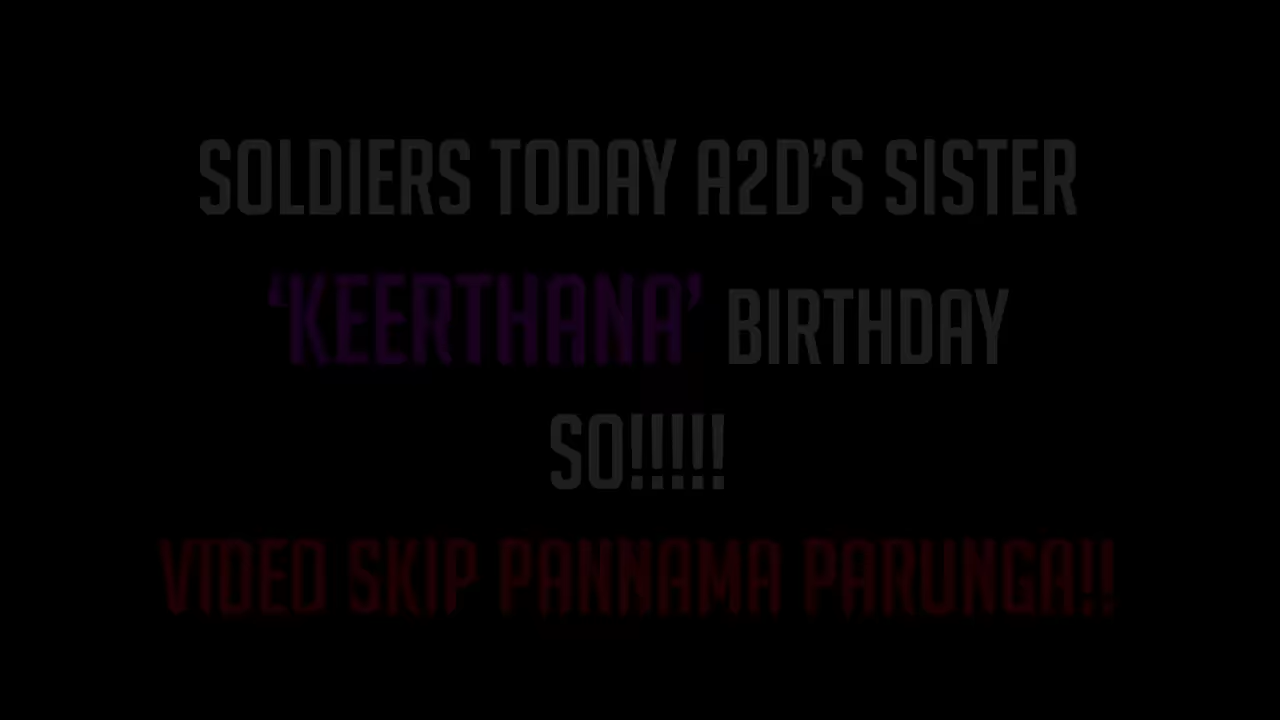 SOLDIERS TODAY A2D'S SISTER
'KEERTHANA' BIRTHDAY
SO!!!!!
VIDEO SKIP PANNAMA PARUNGA!!